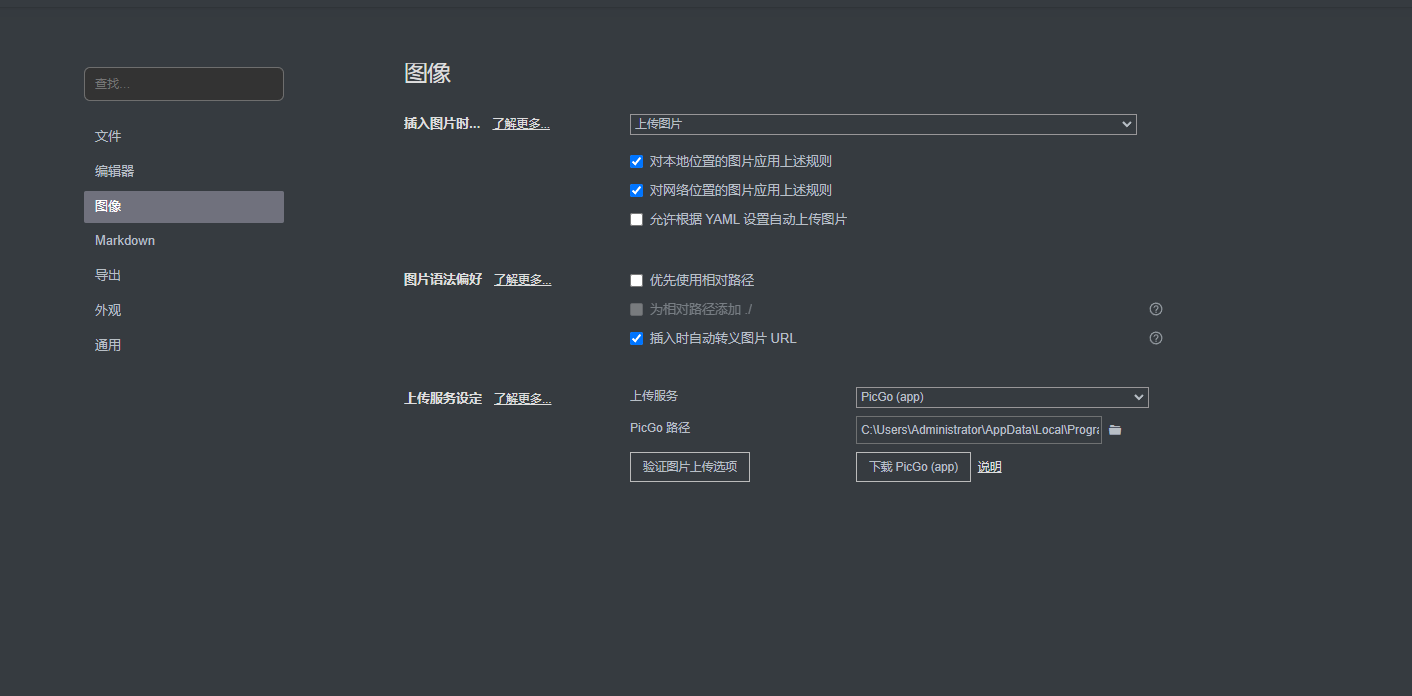 图像
查找...
文件
编辑器
图像
Markdown
导出
外观
通用
插入图片时... 了解更多...
上传图片
对本地位置的图片应用上述规则
对网络位置的图片应用上述规则
允许根据 YAML 设置自动上传图片
图片语法偏好 了解更多...
优先使用相对路径
为相对路径添加 ./
插入时自动转义图片 URL
上传服务设定 了解更多...
上传服务 PicGo (app)
PicGo 路径 C:\Users\Administrator\AppData\Local\Progra
验证图片上传选项 下载 PicGo (app) 说明